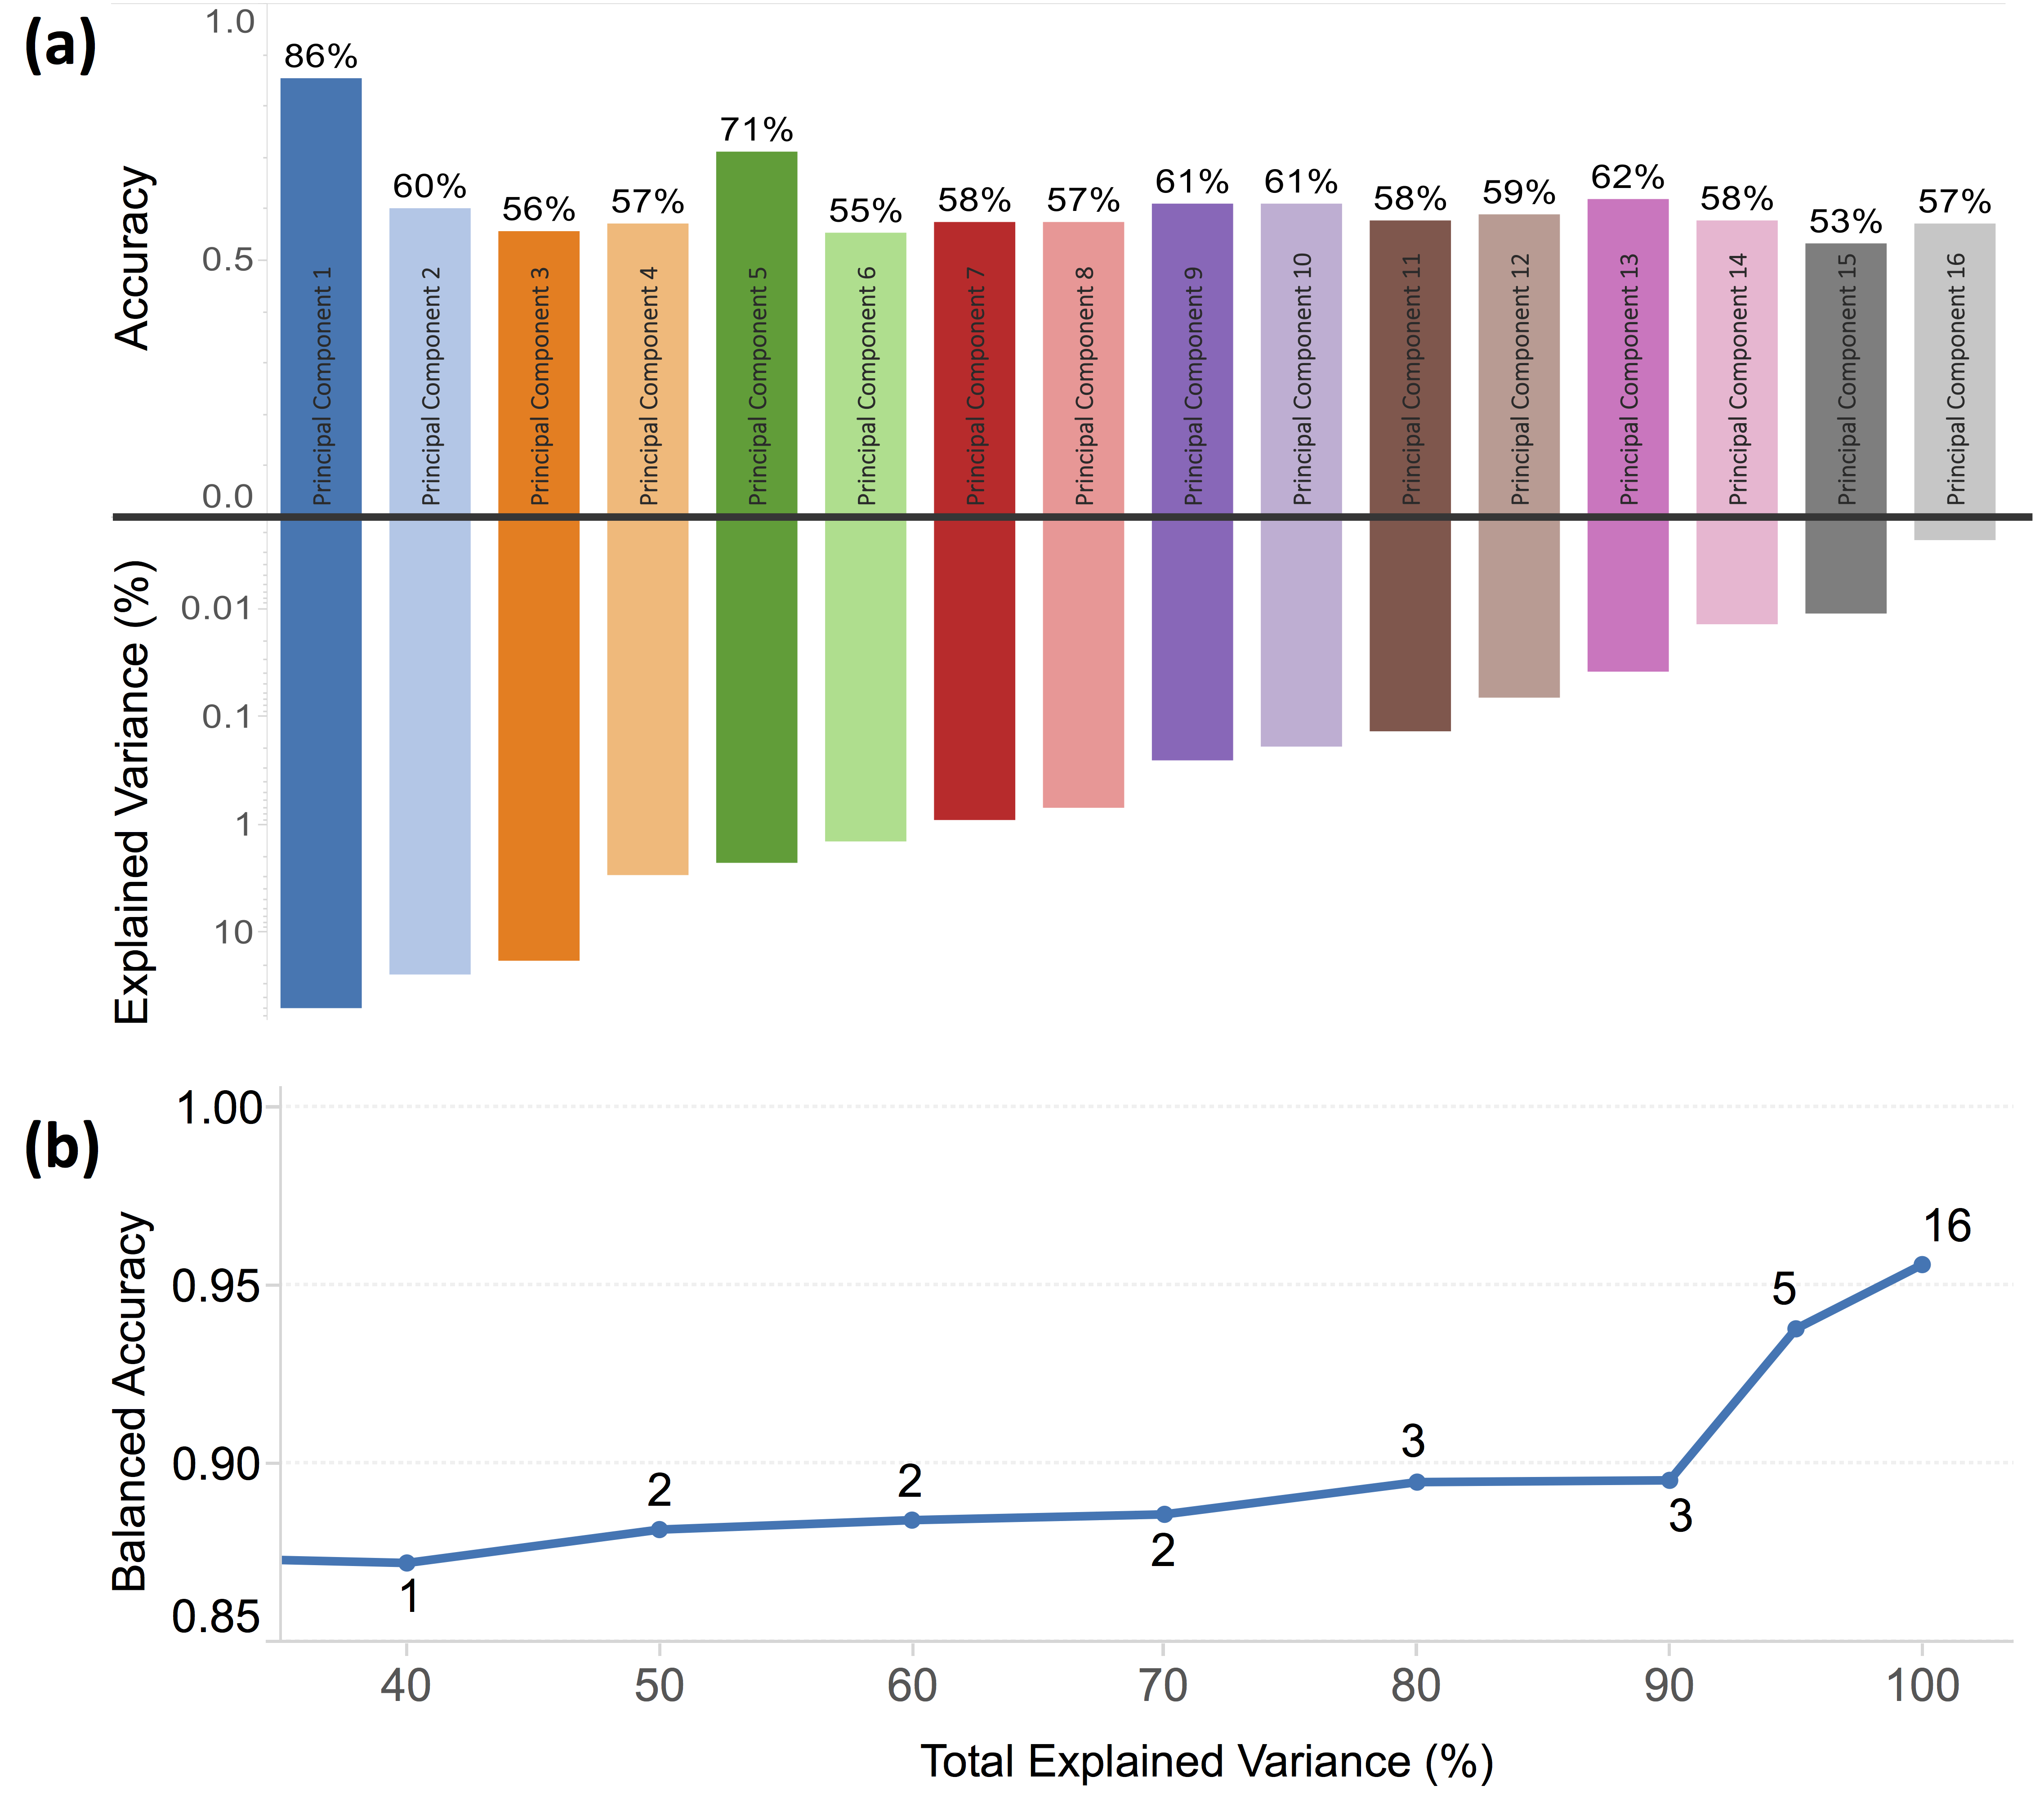 (a)
1.0
0.5
0.0
Accuracy
86%
60%
56%
57%
71%
55%
58%
57%
61%
61%
58%
59%
62%
58%
53%
57%
Principal Component 1
Principal Component 2
Principal Component 3
Principal Component 4
Principal Component 5
Principal Component 6
Principal Component 7
Principal Component 8
Principal Component 9
Principal Component 10
Principal Component 11
Principal Component 12
Principal Component 13
Principal Component 14
Principal Component 15
Principal Component 16
Explained Variance (%)
0.01
0.1
1
10
(b)
Balanced Accuracy
1.00
0.95
0.90
0.85
1
2
2
2
3
3
5
16
40
50
60
70
80
90
100
Total Explained Variance (%)